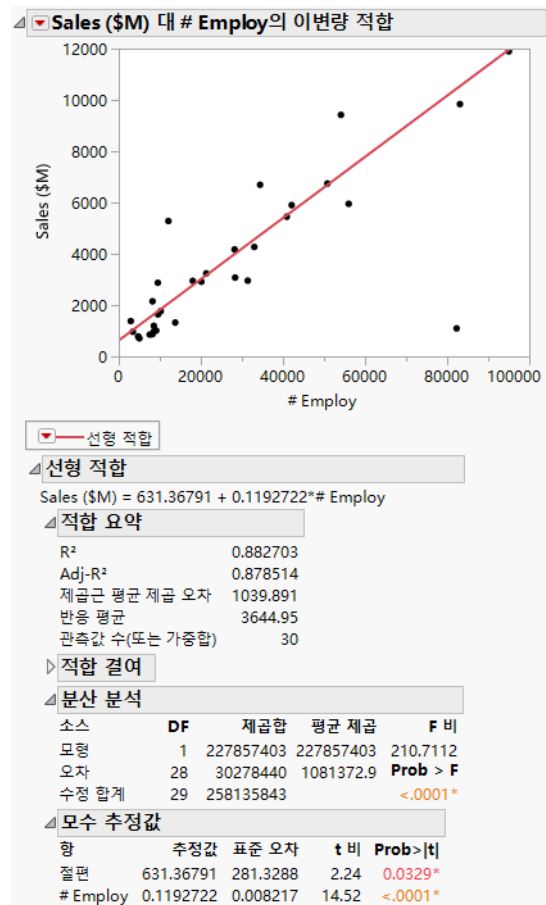 Sales ($M) 대 # Employ의 이변량 적합
12000
10000
8000
6000
4000
2000
0
Sales ($M)
0 20000 40000 60000 80000 100000
# Employ
선형 적합
선형 적합
Sales ($M) = 631.36791 + 0.1192722*# Employ
적합 요약
R² 0.882703
Adj-R² 0.878514
제곱근 평균 제곱 오차 1039.891
반응 평균 3644.95
관측값 수(또는 가중합) 30
적합 결여
분산 분석
소스 DF 제곱합 평균 제곱 F 비
모형 1 227857403 227857403 210.7112
오차 28 30278440 1081372.9 Prob > F
수정 합계 29 258135843 <.0001*
모수 추정값
항 추정값 표준 오차 t 비 Prob>|t|
절편 631.36791 281.3288 2.24 0.0329*
# Employ 0.1192722 0.008217 14.52 <.0001*